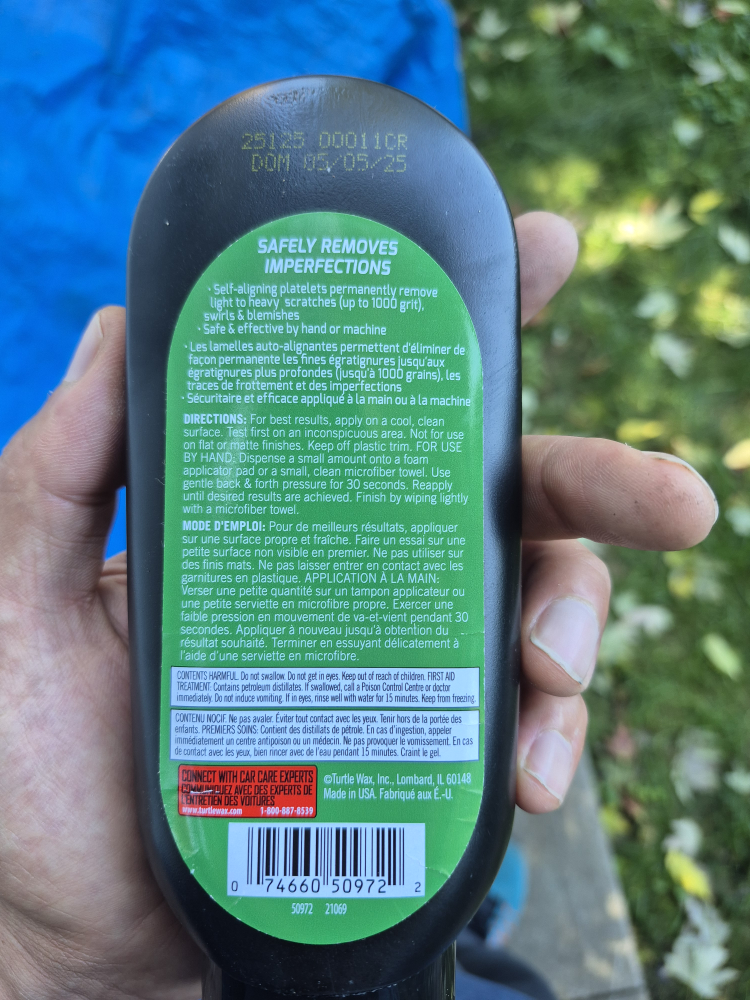 25125 00011CR
DOM 05/05/25
SAFELY REMOVES
IMPERFECTIONS
• Self-aligning platelets permanently remove
light to heavy scratches (up to 1000 grit),
swirls & blemishes
• Safe & effective by hand or machine
• Les lamelles auto-alignantes permettent d'éliminer de
façon permanente les fines égratignures jusqu'aux
égratignures plus profondes (jusqu'à 1000 grains), les
traces de frottement et des imperfections
• Sécuritaire et efficace appliqué à la main ou à la machine
DIRECTIONS: For best results, apply on a cool, clean
surface. Test first on an inconspicuous area. Not for use
on flat or matte finishes. Keep off plastic trim. FOR USE
BY HAND: Dispense a small amount onto a foam
applicator pad or a small, clean microfiber towel. Use
gentle back & forth pressure for 30 seconds. Reapply
until desired results are achieved. Finish by wiping lightly
with a microfiber towel.
MODE D'EMPLOI: Pour de meilleurs résultats, appliquer
sur une surface propre et fraîche. Faire un essai sur une
petite surface non visible en premier. Ne pas utiliser sur
des finis mats. Ne pas laisser entrer en contact avec les
garnitures en plastique. APPLICATION À LA MAIN:
Verser une petite quantité sur un tampon applicateur ou
une petite serviette en microfibre propre. Exercer une
faible pression en mouvement de va-et-vient pendant 30
secondes. Appliquer à nouveau jusqu'à obtention du
résultat souhaité. Terminer en essuyant délicatement à
l'aide d'une serviette en microfibre.
CONTENTS HARMFUL. Do not swallow. Do not get in eyes. Keep out of reach of children. FIRST AID
TREATMENT: Contains petroleum distillates. If swallowed, call a Poison Control Centre or doctor
immediately. Do not induce vomiting. If in eyes, rinse well with water for 15 minutes. Keep from freezing.
CONTENU NOCIF. Ne pas avaler. Éviter tout contact avec les yeux. Tenir hors de la portée des
enfants. PREMIERS SOINS: Contient des distillats de pétrole. En cas d'ingestion, appeler
immédiatement un centre antipoison ou un médecin. Ne pas provoquer le vomissement. En cas
de contact avec les yeux, bien rincer avec de l'eau pendant 15 minutes. Craint le gel.
CONNECT WITH CAR CARE EXPERTS
COMMUNIQUEZ AVEC DES EXPERTS DE
L'ENTRETIEN DES VOITURES
www.turtlewax.com 1-800-887-8539
©Turtle Wax, Inc., Lombard, IL 60148
Made in USA. Fabriqué aux É.-U.
0 74660 50972 2
50972 21069